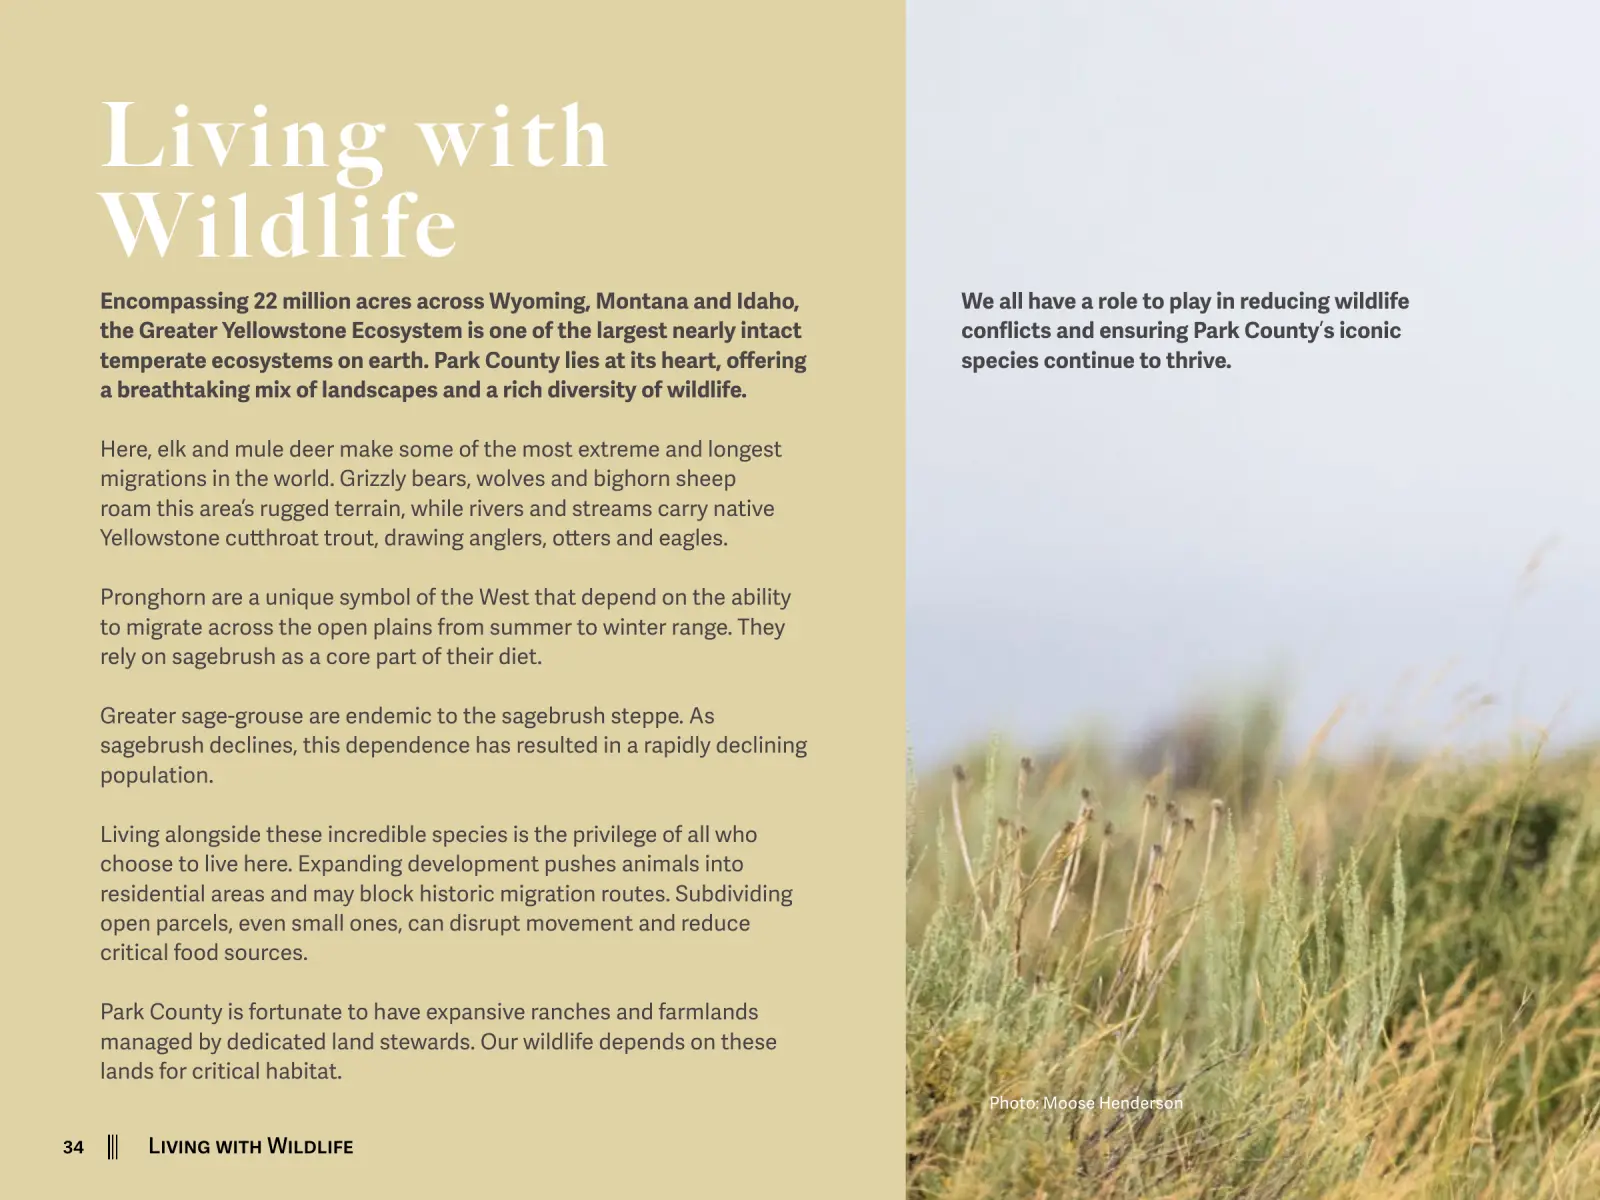 Living with
Wildlife
Encompassing 22 million acres across Wyoming, Montana and Idaho,
the Greater Yellowstone Ecosystem is one of the largest nearly intact
temperate ecosystems on earth. Park County lies at its heart, offering
a breathtaking mix of landscapes and a rich diversity of wildlife.
Here, elk and mule deer make some of the most extreme and longest
migrations in the world. Grizzly bears, wolves and bighorn sheep
roam this area's rugged terrain, while rivers and streams carry native
Yellowstone cutthroat trout, drawing anglers, otters and eagles.
Pronghorn are a unique symbol of the West that depend on the ability
to migrate across the open plains from summer to winter range. They
rely on sagebrush as a core part of their diet.
Greater sage-grouse are endemic to the sagebrush steppe. As
sagebrush declines, this dependence has resulted in a rapidly declining
population.
Living alongside these incredible species is the privilege of all who
choose to live here. Expanding development pushes animals into
residential areas and may block historic migration routes. Subdividing
open parcels, even small ones, can disrupt movement and reduce
critical food sources.
Park County is fortunate to have expansive ranches and farmlands
managed by dedicated land stewards. Our wildlife depends on these
lands for critical habitat.
We all have a role to play in reducing wildlife
conflicts and ensuring Park County's iconic
species continue to thrive.
Photo: Moose Henderson
34 Living with Wildlife